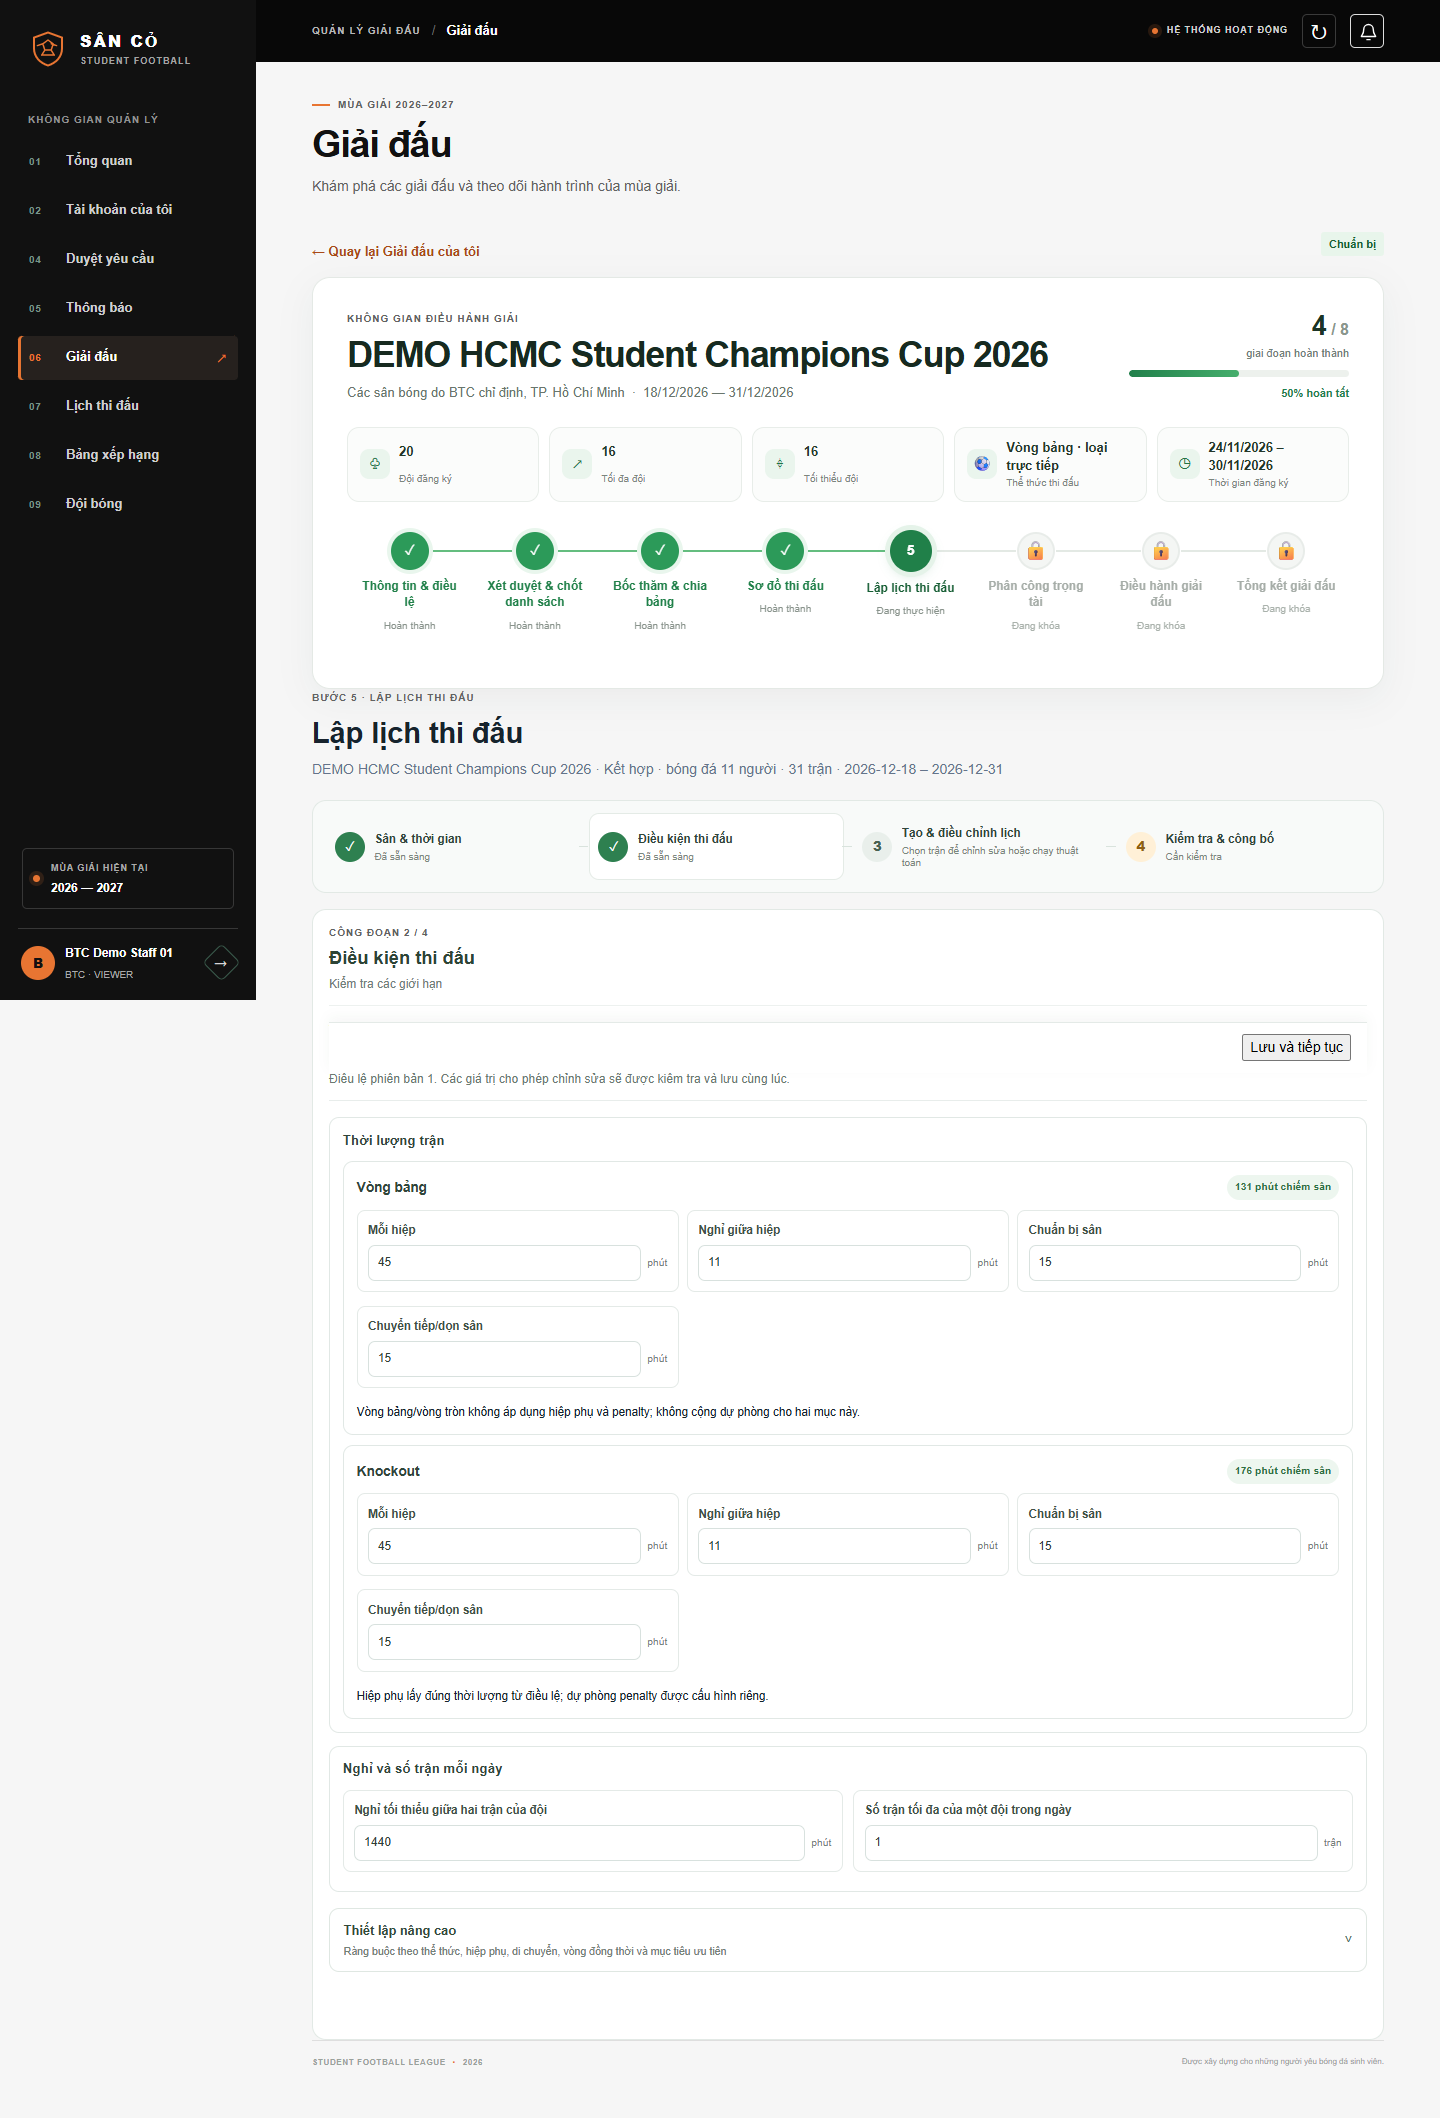 SÂN CỎ
STUDENT FOOTBALL
KHÔNG GIAN QUẢN LÝ
01 Tổng quan
02 Tài khoản của tôi
04 Duyệt yêu cầu
05 Thông báo
06 Giải đấu ↗
07 Lịch thi đấu
08 Bảng xếp hạng
09 Đội bóng
MÙA GIẢI HIỆN TẠI
2026 — 2027
B
BTC Demo Staff 01
BTC · VIEWER
→
QUẢN LÝ GIẢI ĐẤU / Giải đấu
HỆ THỐNG HOẠT ĐỘNG ↻
MÙA GIẢI 2026–2027
Giải đấu
Khám phá các giải đấu và theo dõi hành trình của mùa giải.
← Quay lại Giải đấu của tôi
Chuẩn bị
KHÔNG GIAN ĐIỀU HÀNH GIẢI
DEMO HCMC Student Champions Cup 2026
Các sân bóng do BTC chỉ định, TP. Hồ Chí Minh · 18/12/2026 — 31/12/2026
4 / 8
giai đoạn hoàn thành
50% hoàn tất
20
Đội đăng ký
16
Tối đa đội
16
Tối thiểu đội
Vòng bảng · loại
trực tiếp
Thể thức thi đấu
24/11/2026 –
30/11/2026
Thời gian đăng ký
✓
Thông tin & điều
lệ
Hoàn thành
✓
Xét duyệt & chốt
danh sách
Hoàn thành
✓
Bốc thăm & chia
bảng
Hoàn thành
✓
Sơ đồ thi đấu
Hoàn thành
5
Lập lịch thi đấu
Đang thực hiện
Phân công trọng
tài
Đang khóa
Điều hành giải
đấu
Đang khóa
Tổng kết giải đấu
Đang khóa
BƯỚC 5 · LẬP LỊCH THI ĐẤU
Lập lịch thi đấu
DEMO HCMC Student Champions Cup 2026 · Kết hợp · bóng đá 11 người · 31 trận · 2026-12-18 – 2026-12-31
✓
Sân & thời gian
Đã sẵn sàng
✓
Điều kiện thi đấu
Đã sẵn sàng
3
Tạo & điều chỉnh lịch
Chọn trận để chỉnh sửa hoặc chạy thuật
toán
4
Kiểm tra & công bố
Cần kiểm tra
CÔNG ĐOẠN 2 / 4
Điều kiện thi đấu
Kiểm tra các giới hạn
Lưu và tiếp tục
Điều lệ phiên bản 1. Các giá trị cho phép chỉnh sửa sẽ được kiểm tra và lưu cùng lúc.
Thời lượng trận
Vòng bảng
131 phút chiếm sân
Mỗi hiệp
45 phút
Nghỉ giữa hiệp
11 phút
Chuẩn bị sân
15 phút
Chuyển tiếp/dọn sân
15 phút
Vòng bảng/vòng tròn không áp dụng hiệp phụ và penalty; không cộng dự phòng cho hai mục này.
Knockout
176 phút chiếm sân
Mỗi hiệp
45 phút
Nghỉ giữa hiệp
11 phút
Chuẩn bị sân
15 phút
Chuyển tiếp/dọn sân
15 phút
Hiệp phụ lấy đúng thời lượng từ điều lệ; dự phòng penalty được cấu hình riêng.
Nghỉ và số trận mỗi ngày
Nghỉ tối thiểu giữa hai trận của đội
1440 phút
Số trận tối đa của một đội trong ngày
1 trận
Thiết lập nâng cao
Ràng buộc theo thể thức, hiệp phụ, di chuyển, vòng đồng thời và mục tiêu ưu tiên
v
STUDENT FOOTBALL LEAGUE • 2026
Được xây dựng cho những người yêu bóng đá sinh viên.